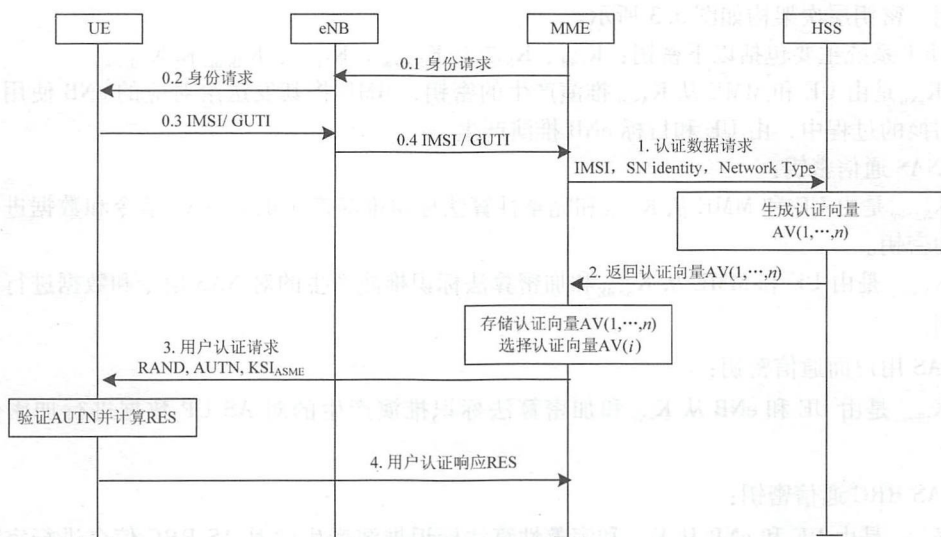 UE
eNB
MME
HSS
0.1 身份请求
0.2 身份请求
0.3 IMSI/ GUTI
0.4 IMSI / GUTI
1. 认证数据请求
IMSI，SN identity，Network Type
生成认证向量
AV(1,⋯,n)
2. 返回认证向量AV(1,⋯,n)
存储认证向量AV(1,⋯,n)
选择认证向量AV(i)
3. 用户认证请求
RAND, AUTN, KSI_ASME
验证AUTN并计算RES
4. 用户认证响应RES